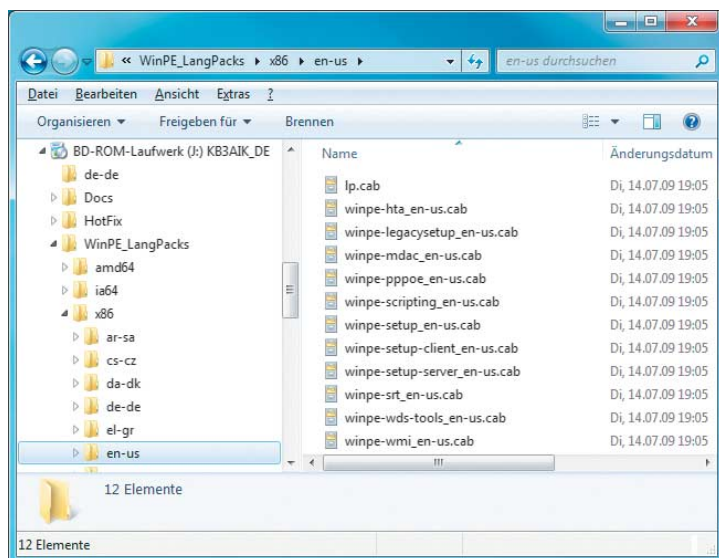 « WinPE_LangPacks x86 en-us
en-us durchsuchen
Datei Bearbeiten Ansicht Extras ?
Organisieren Freigeben für Brennen
BD-ROM-Laufwerk (J:) KB3AIK_DE
de-de
Docs
HotFix
WinPE_LangPacks
amd64
ia64
x86
ar-sa
cs-cz
da-dk
de-de
el-gr
en-us
Name Änderungsdatum
lp.cab Di, 14.07.09 19:05
winpe-hta_en-us.cab Di, 14.07.09 19:05
winpe-legacysetup_en-us.cab Di, 14.07.09 19:05
winpe-mdac_en-us.cab Di, 14.07.09 19:05
winpe-pppoe_en-us.cab Di, 14.07.09 19:05
winpe-scripting_en-us.cab Di, 14.07.09 19:05
winpe-setup_en-us.cab Di, 14.07.09 19:05
winpe-setup-client_en-us.cab Di, 14.07.09 19:05
winpe-setup-server_en-us.cab Di, 14.07.09 19:05
winpe-srt_en-us.cab Di, 14.07.09 19:05
winpe-wds-tools_en-us.cab Di, 14.07.09 19:05
winpe-wmi_en-us.cab Di, 14.07.09 19:05
12 Elemente
12 Elemente